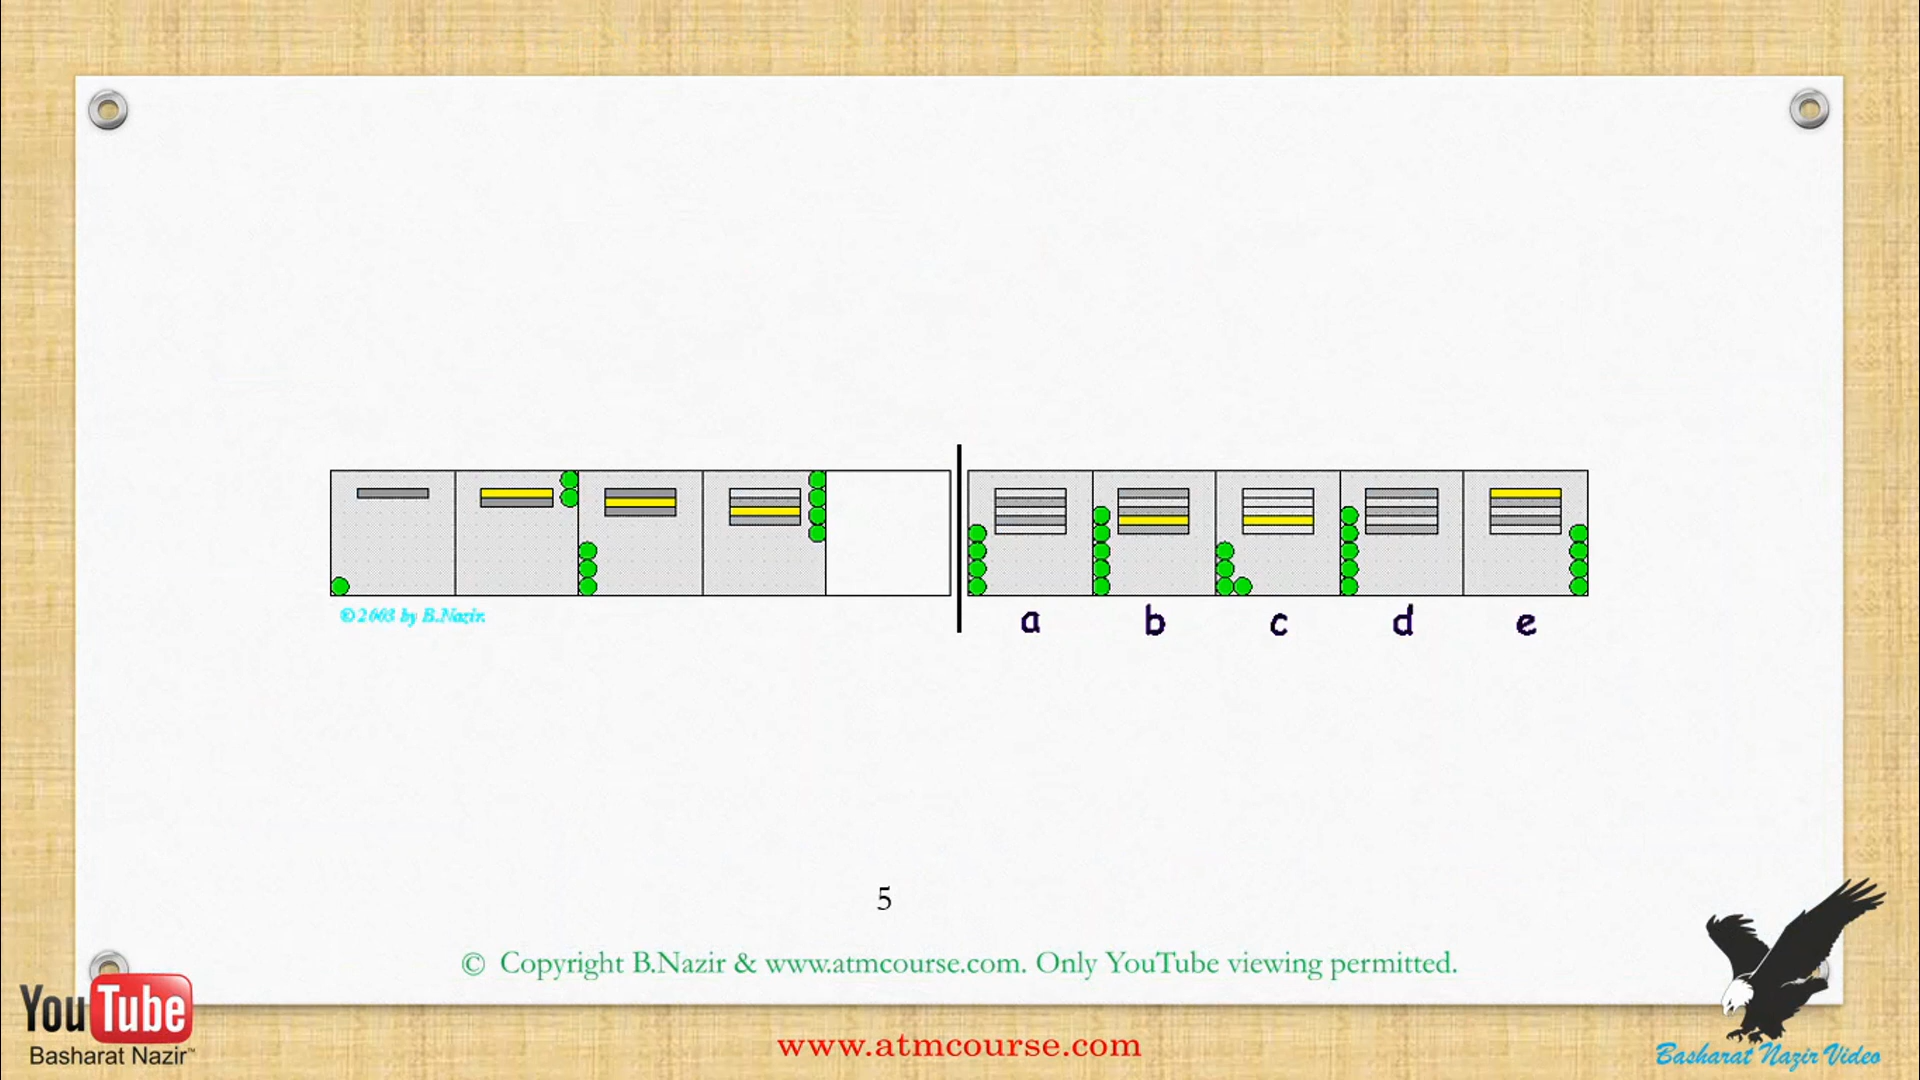 © 2003 by B.Nazir.
a b c d e
5
© Copyright B.Nazir & www.atmcourse.com. Only YouTube viewing permitted.
YouTube
Basharat Nazir™
www.atmcourse.com
Basharat Nazir Video